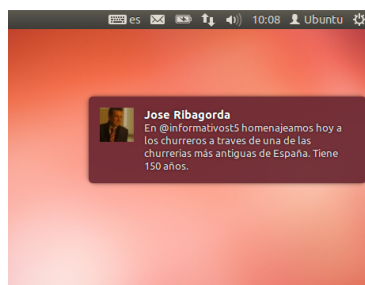 es 10:08 Ubuntu
Jose Ribagorda
En @informativost5 homenajeamos hoy a
los churreros a traves de una de las
churrerías más antiguas de España. Tiene
150 años.